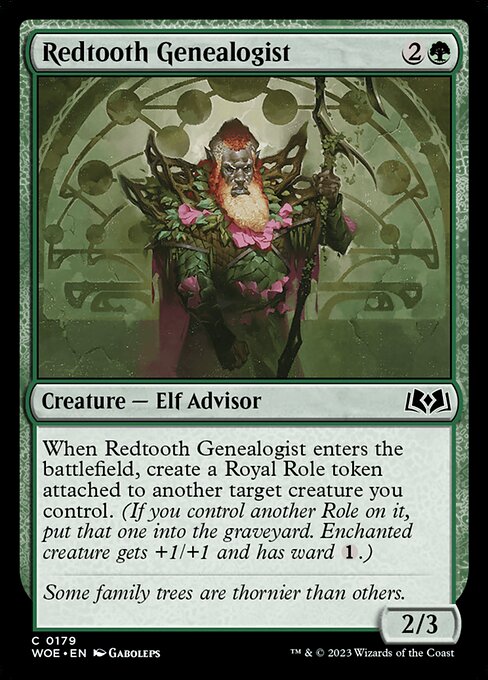 Redtooth Genealogist 2
Creature — Elf Advisor
When Redtooth Genealogist enters the
battlefield, create a Royal Role token
attached to another target creature you
control. (If you control another Role on it,
put that one into the graveyard. Enchanted
creature gets +1/+1 and has ward 1.)
Some family trees are thornier than others.
2/3
C 0179
WOE • EN GABOLEPS
™ & © 2023 Wizards of the Coast